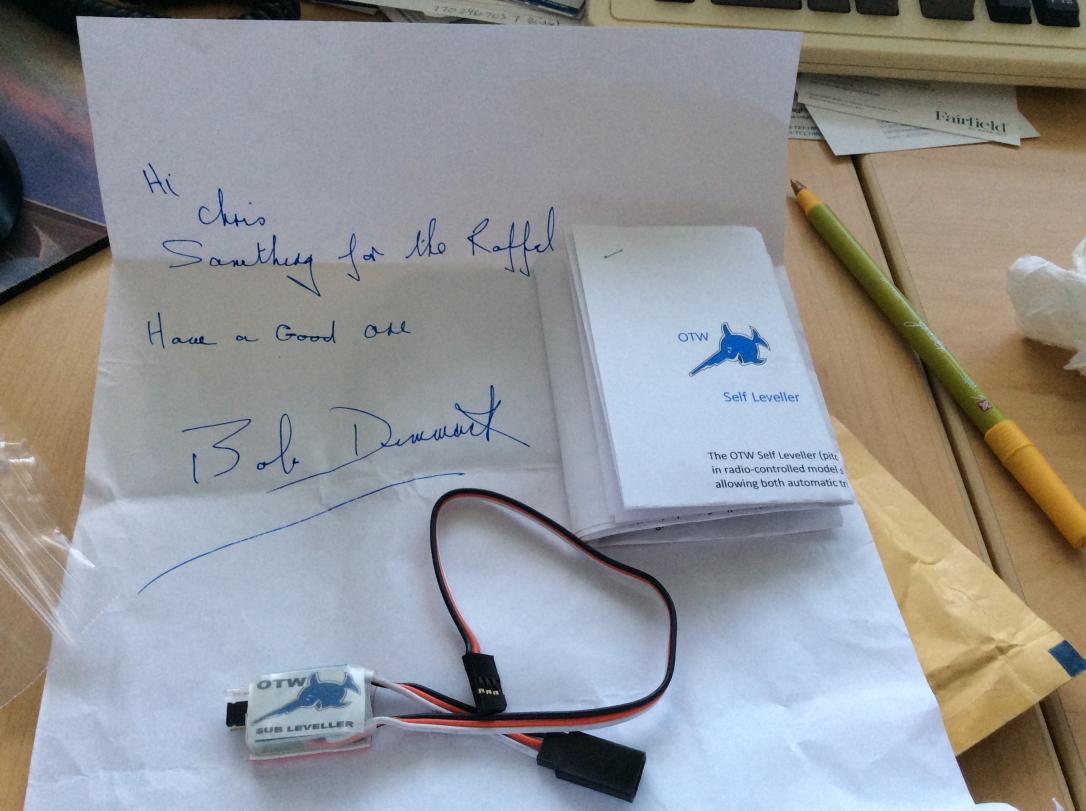 Hi
Chris
Something for the Raffel
Have a Good one
Bob Dimmack
OTW
Self Leveller
The OTW Self Leveller (pitc
in radio-controlled model s
allowing both automatic tr
OTW
SUB LEVELLER
Fairfield